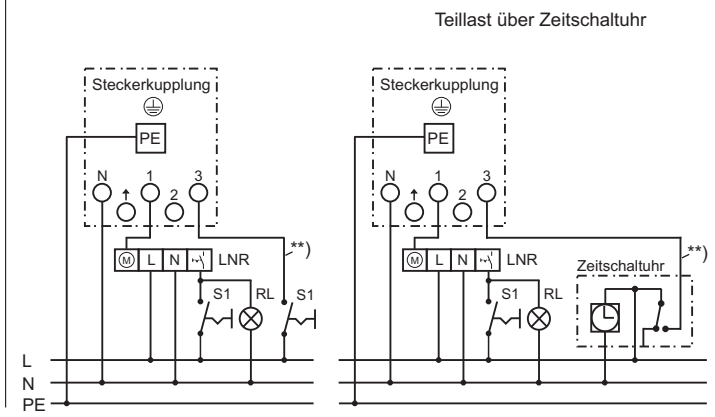 Teillast über Zeitschaltuhr
Steckerkupplung
PE
N 1 2 3
M L N LNR
**)
S1 RL S1
L
N
PE
Steckerkupplung
PE
N 1 2 3
M L N LNR
**)
Zeitschaltuhr
S1 RL